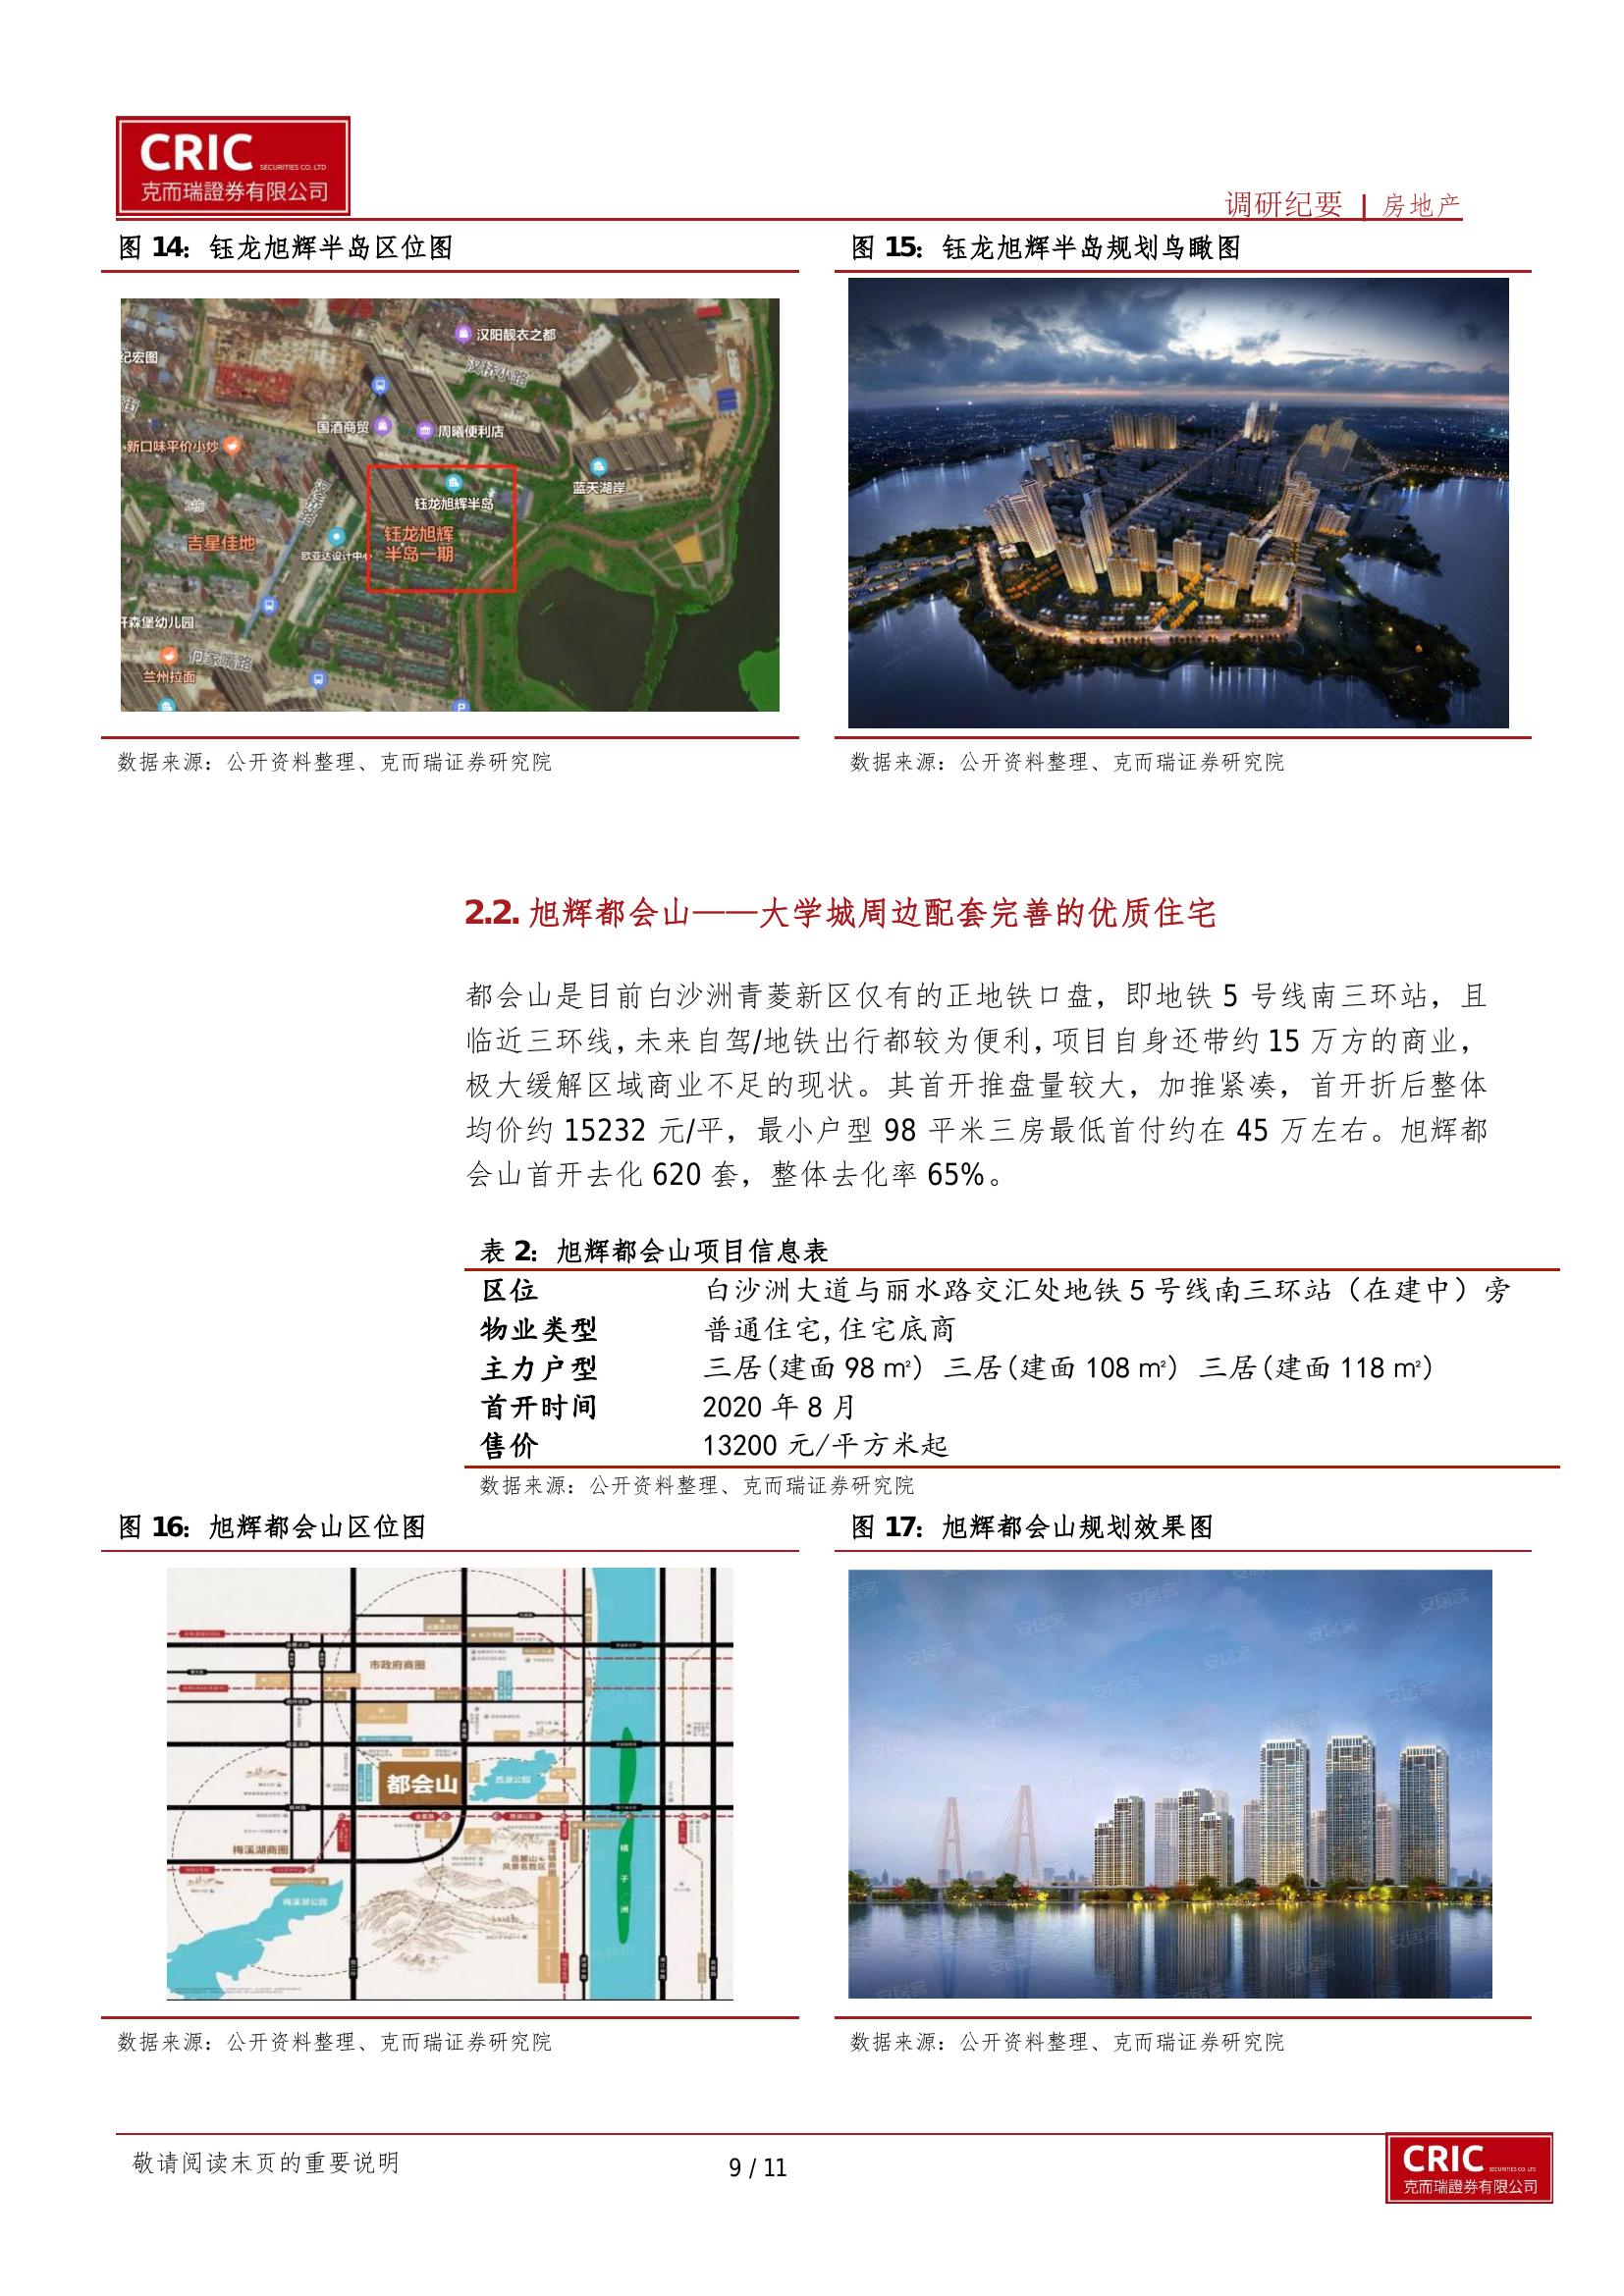 CRIC
SECURITIES CO. LTD
克而瑞證券有限公司
调研纪要 | 房地产
图 14: 钰龙旭辉半岛区位图
图 15: 钰龙旭辉半岛规划鸟瞰图
汉阳靓衣之都
纪宏图
汉桥小路
国酒商贸
周曦便利店
新口味平价小炒
蓝天湖岸
钰龙旭辉半岛
吉星佳地
钰龙旭辉
半岛一期
欧亚达设计中心
开森堡幼儿园
何家嘴路
兰州拉面
数据来源: 公开资料整理、克而瑞证券研究院
数据来源: 公开资料整理、克而瑞证券研究院
2.2. 旭辉都会山——大学城周边配套完善的优质住宅
都会山是目前白沙洲青菱新区仅有的正地铁口盘，即地铁 5 号线南三环站，且
临近三环线，未来自驾/地铁出行都较为便利，项目自身还带约 15 万方的商业，
极大缓解区域商业不足的现状。其首开推盘量较大，加推紧凑，首开折后整体
均价约 15232 元/平，最小户型 98 平米三房最低首付约在 45 万左右。旭辉都
会山首开去化 620 套，整体去化率 65%。
表 2: 旭辉都会山项目信息表
区位 白沙洲大道与丽水路交汇处地铁 5 号线南三环站（在建中）旁
物业类型 普通住宅,住宅底商
主力户型 三居(建面 98 ㎡) 三居(建面 108 ㎡) 三居(建面 118 ㎡)
首开时间 2020 年 8 月
售价 13200 元/平方米起
数据来源: 公开资料整理、克而瑞证券研究院
图 16: 旭辉都会山区位图
图 17: 旭辉都会山规划效果图
市政府商圈
都会山
西湖公园
梅溪湖商圈
岳麓山
风景名胜区
梅溪湖公园
橘子洲
安居客
数据来源: 公开资料整理、克而瑞证券研究院
数据来源: 公开资料整理、克而瑞证券研究院
敬请阅读末页的重要说明
9 / 11
CRIC
SECURITIES CO. LTD
克而瑞證券有限公司